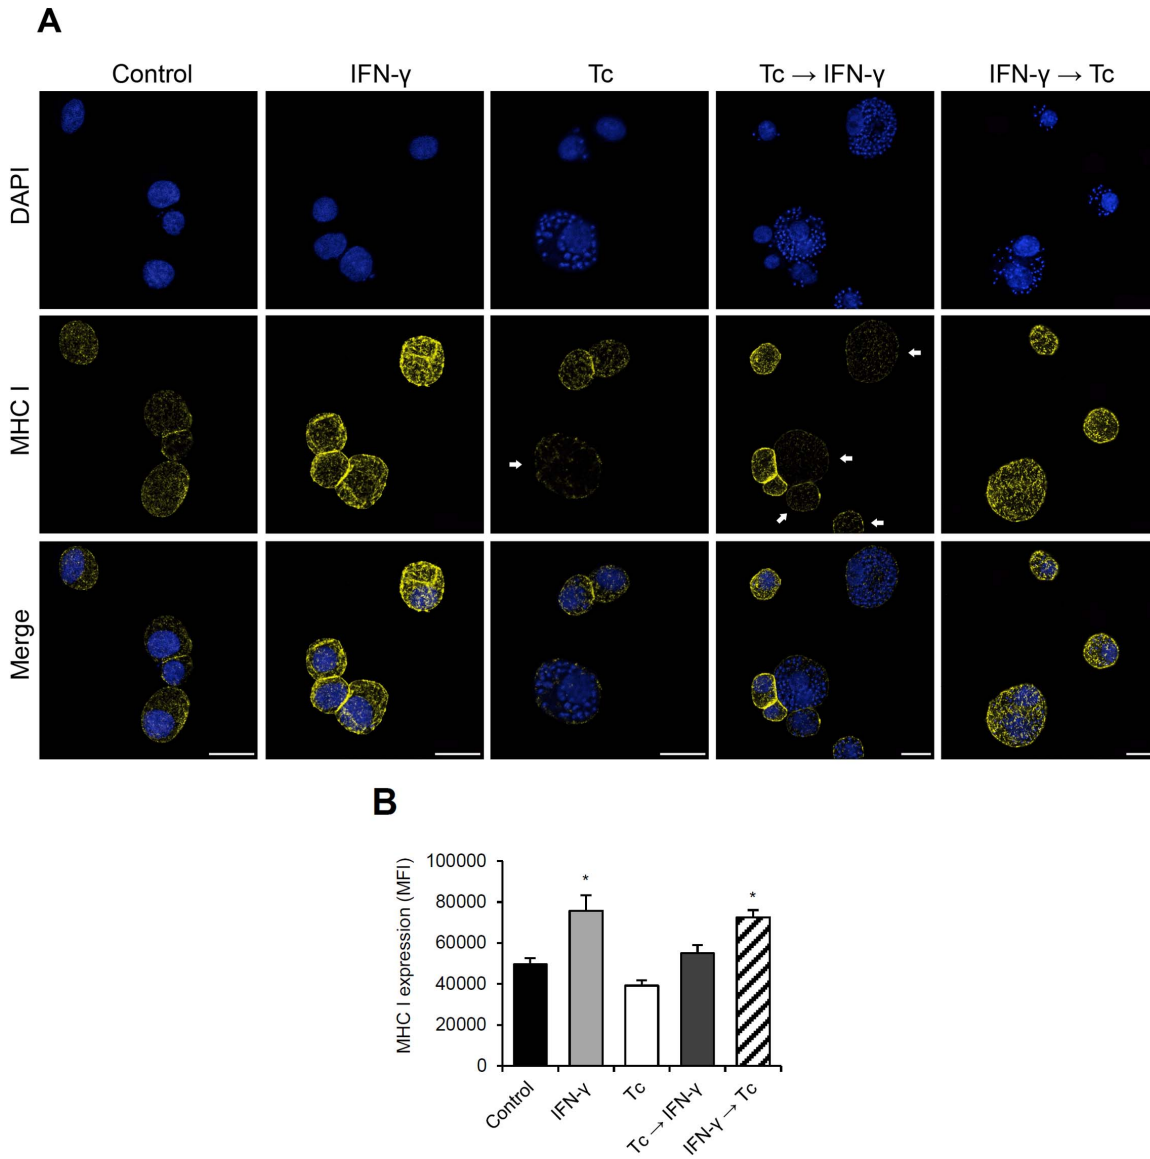 A
Control IFN-γ Tc Tc → IFN-γ IFN-γ → Tc
DAPI
MHC I
Merge
B
MHC I expression (MFI)
100000
80000
60000
40000
20000
0
*
*
Control
IFN-γ
Tc
Tc → IFN-γ
IFN-γ → Tc